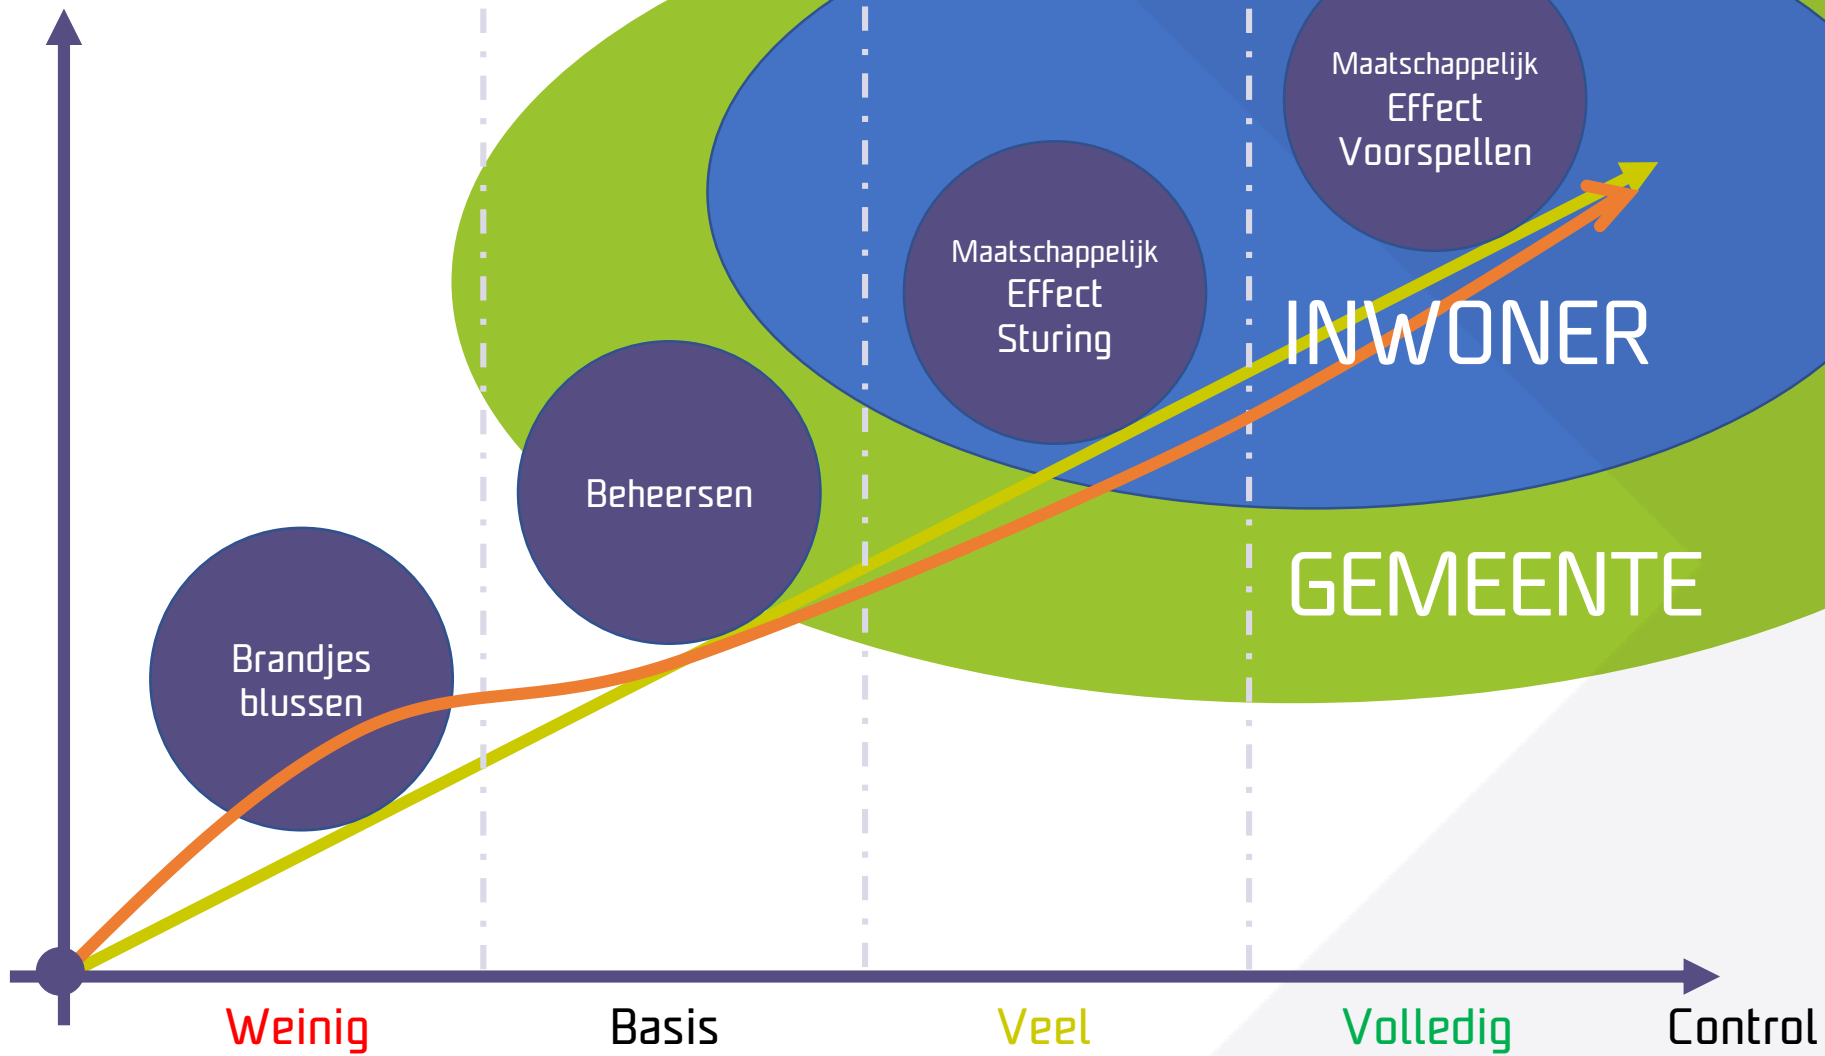 Maatschappelijk
Effect
Voorspellen
Maatschappelijk
Effect
Sturing
INWONER
Beheersen
GEMEENTE
Brandjes
blussen
Weinig
Basis
Veel
Volledig
Control